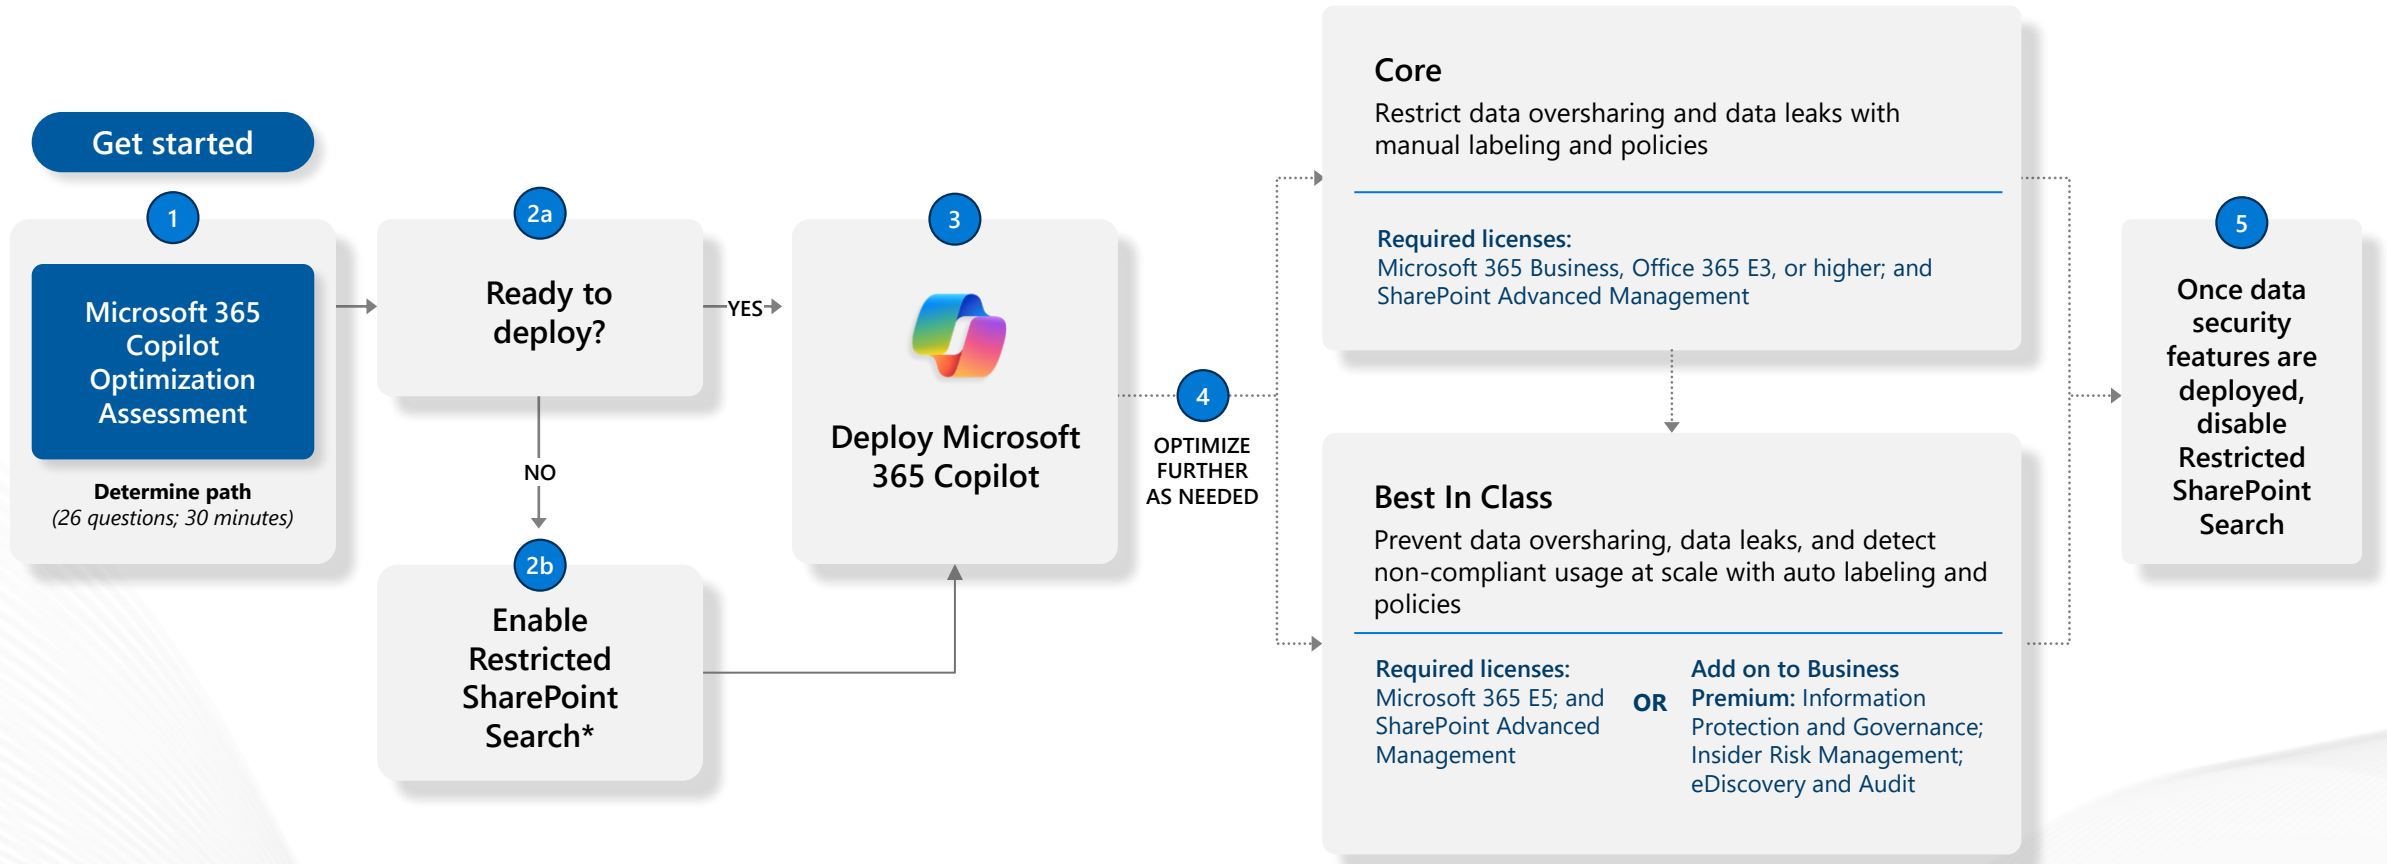 Get started
1
Microsoft 365
Copilot
Optimization
Assessment
Determine path
(26 questions; 30 minutes)
2a
Ready to
deploy?
YES
NO
2b
Enable
Restricted
SharePoint
Search*
3
Deploy Microsoft
365 Copilot
4
OPTIMIZE
FURTHER
AS NEEDED
Core
Restrict data oversharing and data leaks with
manual labeling and policies
Required licenses:
Microsoft 365 Business, Office 365 E3, or higher; and
SharePoint Advanced Management
Best In Class
Prevent data oversharing, data leaks, and detect
non-compliant usage at scale with auto labeling and
policies
Required licenses:
Microsoft 365 E5; and
SharePoint Advanced
Management
OR
Add on to Business
Premium: Information
Protection and Governance;
Insider Risk Management;
eDiscovery and Audit
5
Once data
security
features are
deployed,
disable
Restricted
SharePoint
Search